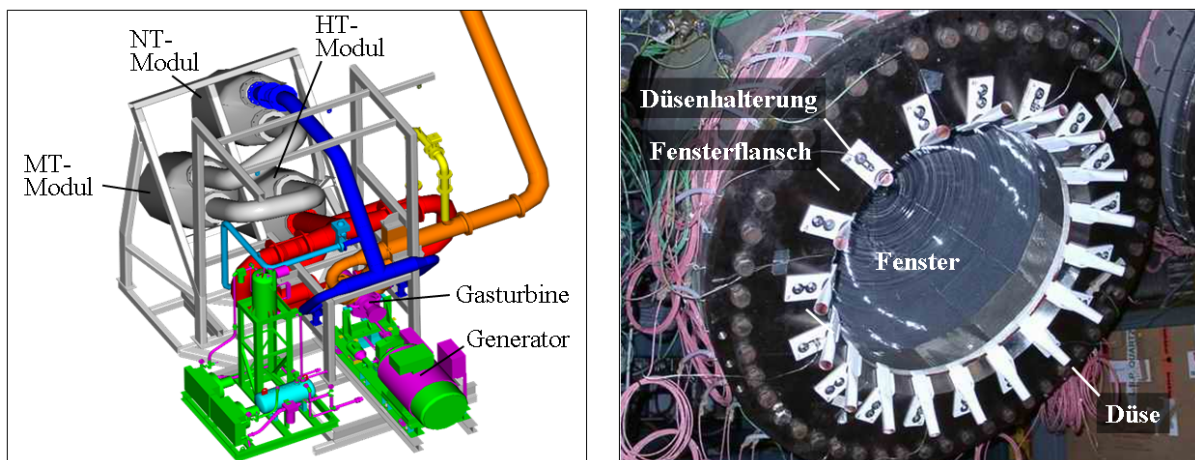 NT-
Modul
HT-
Modul
MT-
Modul
Gasturbine
Generator
Düsenhalterung
Fensterflansch
Fenster
Düse